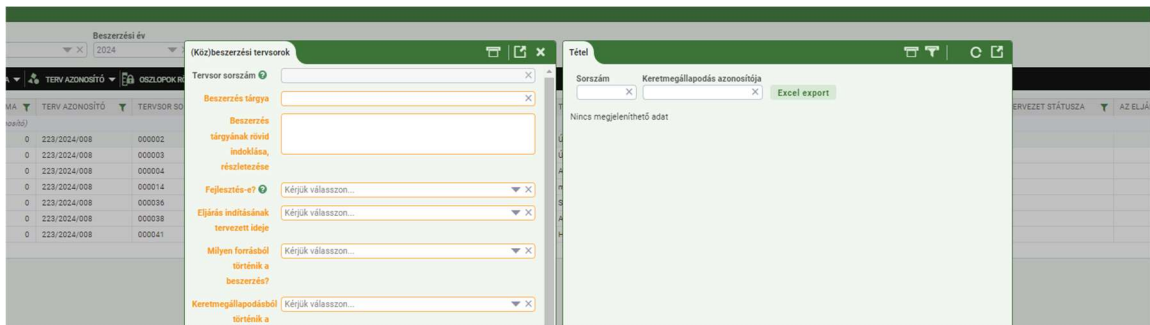 Beszerzési év
2024
(Köz)beszerzési tervsorok
Tétel
TERV AZONOSÍTÓ
OSZLOPOK
Tervsor sorszám
Sorszám
Keretmegállapodás azonosítója
Excel export
TERV AZONOSÍTÓ
TERVSOR SO
Beszerzés tárgya
Nincs megjeleníthető adat
ERVEZET STÁTUSZA
AZ ELJÁ
Beszerzés
tárgyának rövid
indoklása,
részletezése
0 223/2024/008 000002
0 223/2024/008 000003
0 223/2024/008 000004
0 223/2024/008 000014
0 223/2024/008 000036
0 223/2024/008 000038
0 223/2024/008 000041
Fejlesztés-e? Kérjük válasszon...
Eljárás indításának
tervezett ideje
Kérjük válasszon...
Milyen forrásból
történik a
beszerzés?
Kérjük válasszon...
Keretmegállapodásból
történik a
Kérjük válasszon...